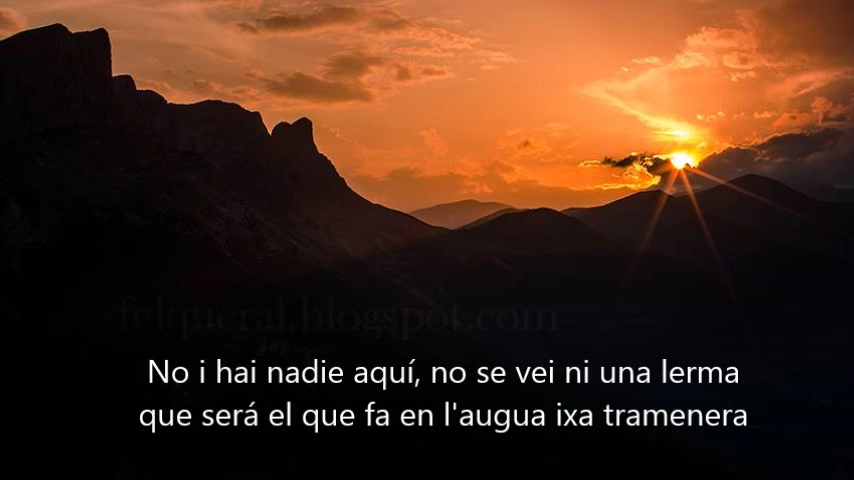 felqueral.blogspot.com
No i hai nadie aquí, no se vei ni una lerma
que será el que fa en l'augua ixa tramenera